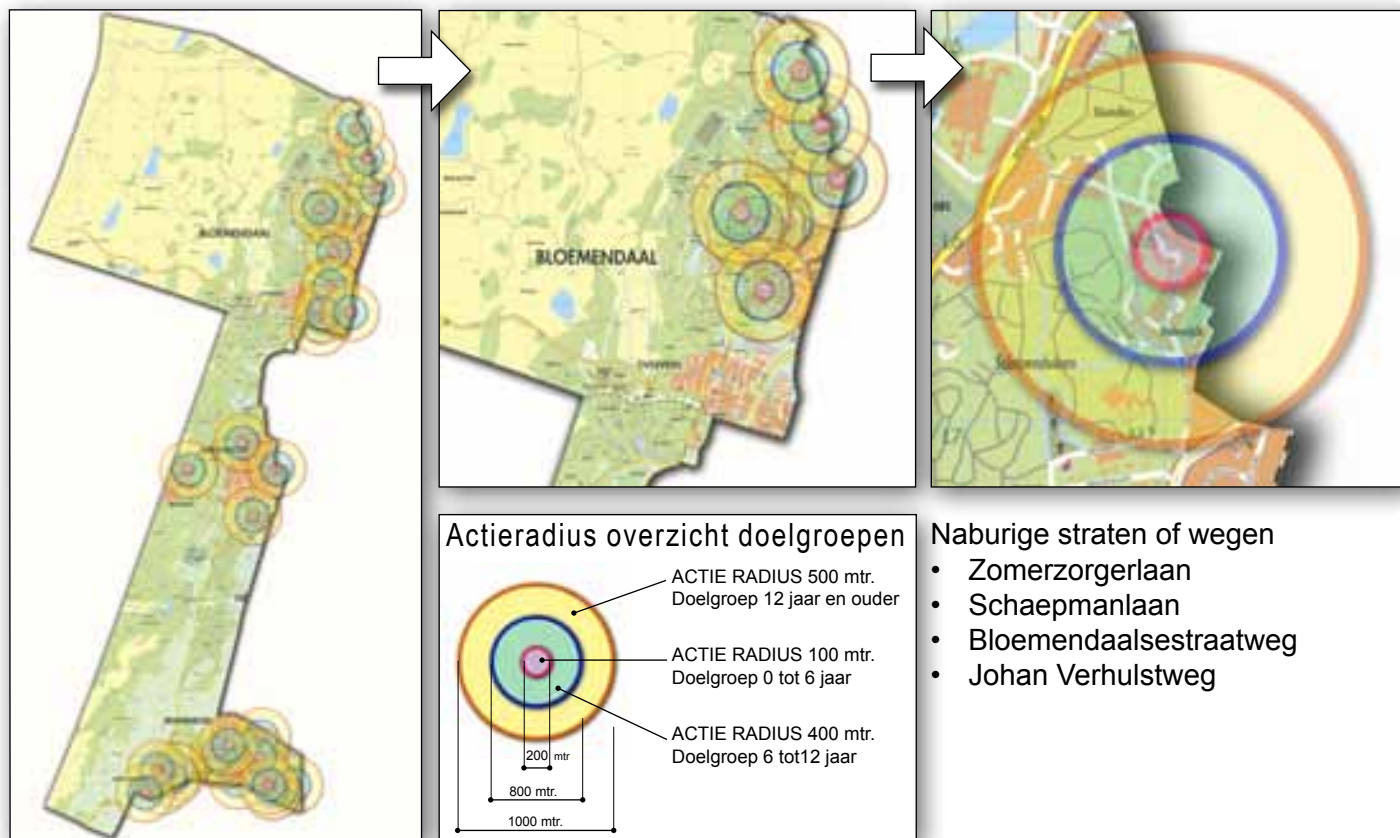 BLOEMENDAAL
BLOEMENDAAL
OVERVEEN
Actieradius overzicht doelgroepen
ACTIE RADIUS 500 mtr.
Doelgroep 12 jaar en ouder
ACTIE RADIUS 100 mtr.
Doelgroep 0 tot 6 jaar
ACTIE RADIUS 400 mtr.
Doelgroep 6 tot12 jaar
200 mtr
800 mtr.
1000 mtr.
Naburige straten of wegen
• Zomerzorgerlaan
• Schaepmanlaan
• Bloemendaalsestraatweg
• Johan Verhulstweg